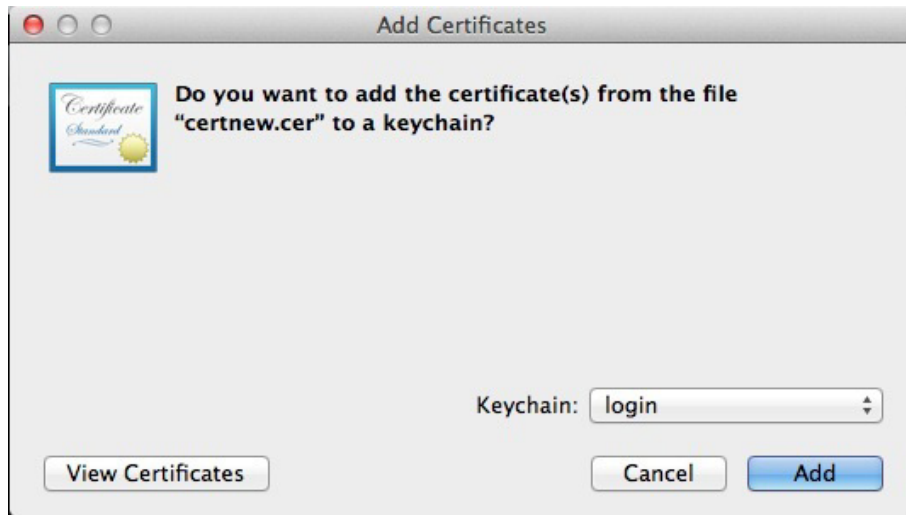 Add Certificates
Certificate
Standard
Do you want to add the certificate(s) from the file
“certnew.cer” to a keychain?
Keychain: login
View Certificates Cancel Add